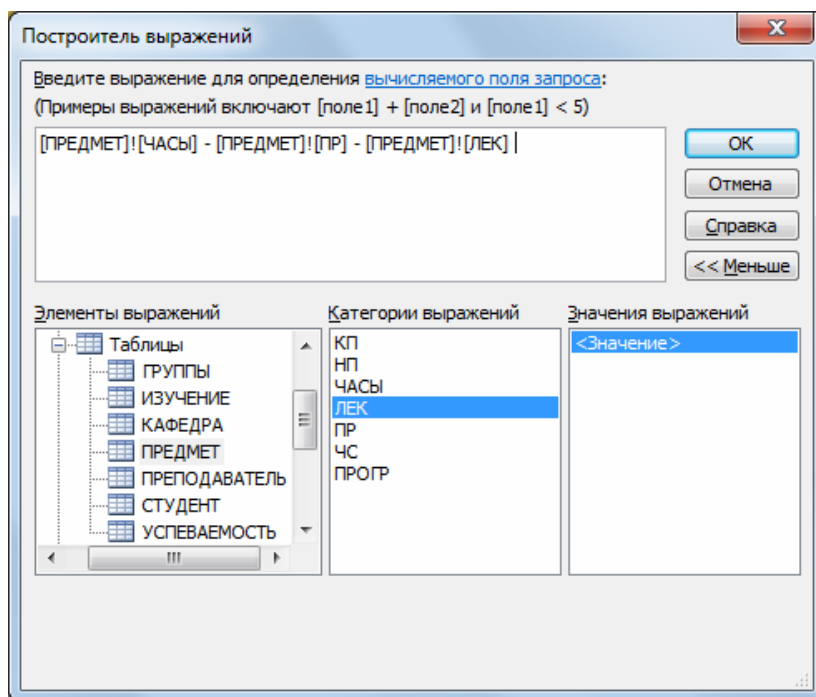 Построитель выражений
Введите выражение для определения вычисляемого поля запроса:
(Примеры выражений включают [поле1] + [поле2] и [поле1] < 5)
[ПРЕДМЕТ]![ЧАСЫ] - [ПРЕДМЕТ]![ПР] - [ПРЕДМЕТ]![ЛЕК]
ОК
Отмена
Справка
<< Меньше
Элементы выражений
Таблицы
ГРУППЫ
ИЗУЧЕНИЕ
КАФЕДРА
ПРЕДМЕТ
ПРЕПОДАВАТЕЛЬ
СТУДЕНТ
УСПЕВАЕМОСТЬ
Категории выражений
КП
НП
ЧАСЫ
ЛЕК
ПР
ЧС
ПРОГР
Значения выражений
<Значение>